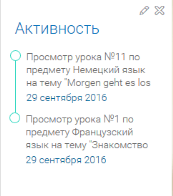 Активность
Просмотр урока №11 по
предмету Немецкий язык
на тему "Morgen geht es los
29 сентября 2016
Просмотр урока №1 по
предмету Французский
язык на тему "Знакомство
29 сентября 2016